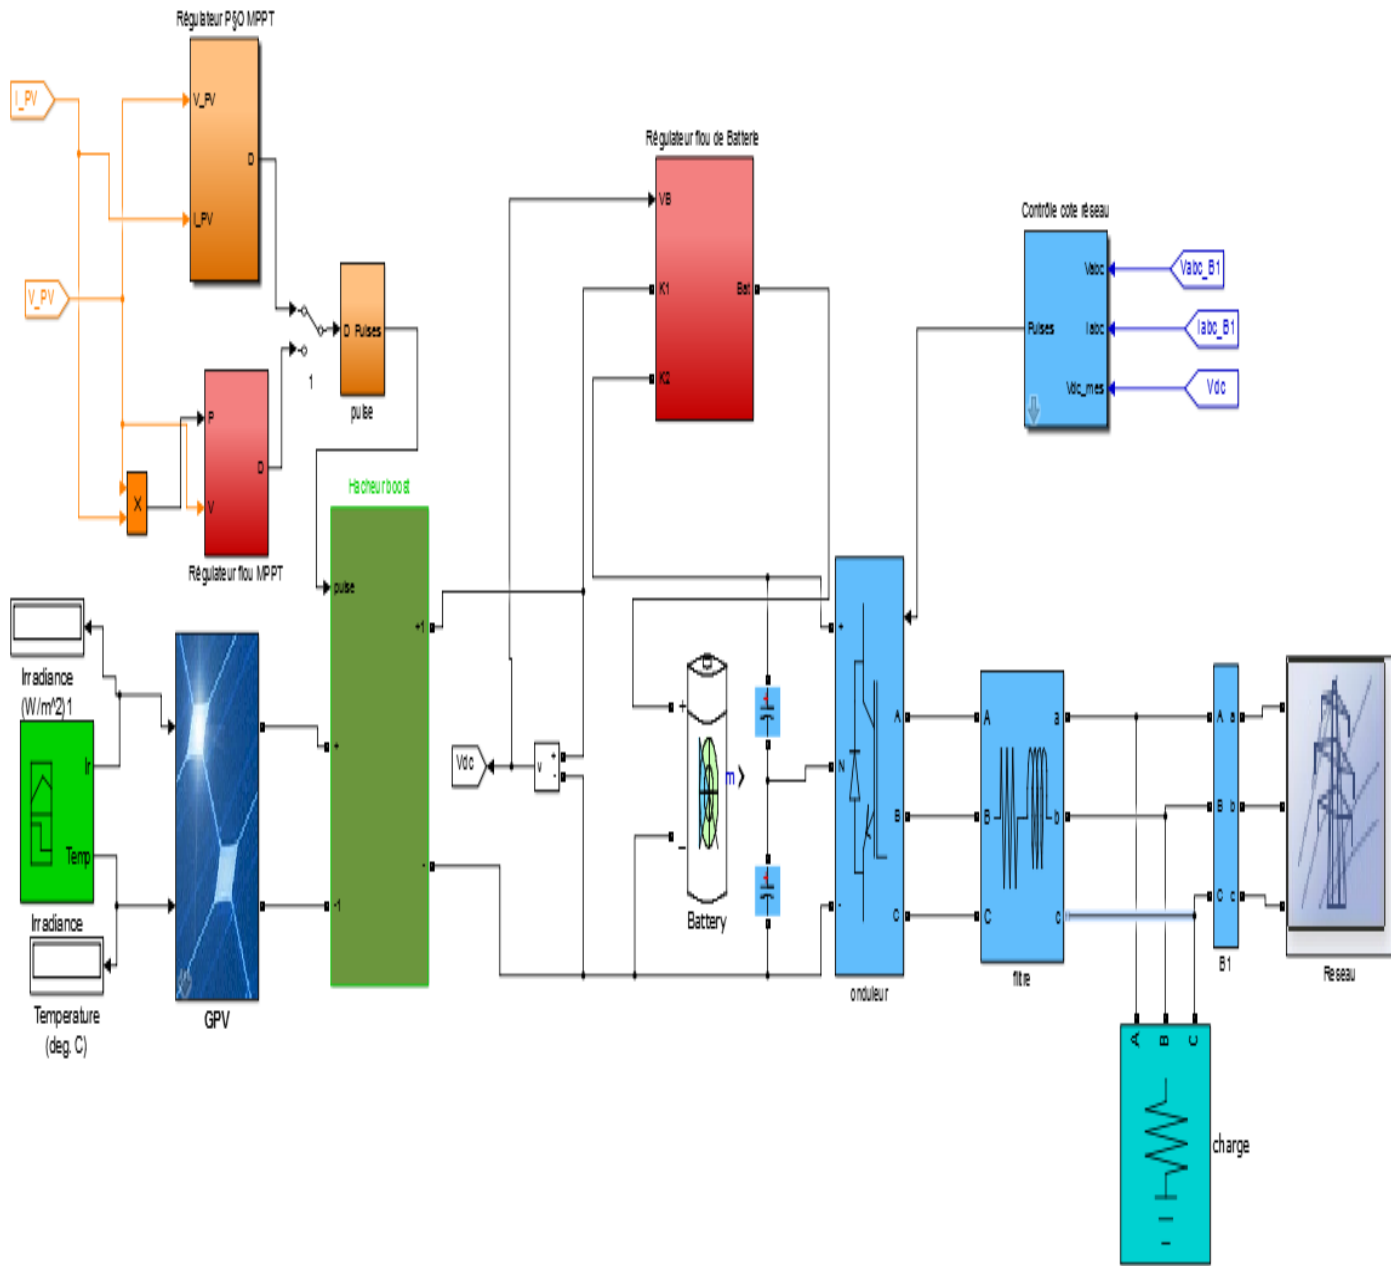 Régulateur P§O MPPT
I_PV
V_PV
D
I_PV
V_PV
1
D Pulses
pulse
P
D
V
X
Régulateur flou MPPT
Régulateur flou de Batterie
VB
K1
Bat
K2
Contrôle cote réseau
Vabc
Pulses
Iabc
Vdc_mes
Vabc_B1
Iabc_B1
Vdc
Hacheur boost
pulse
+1
+
-
-1
Irradiance
(W/m^2)1
Ir
Temp
Irradiance
Temperature
(deg. C)
GPV
Vdc
v
+
-
+
m
−
Battery
+
N
-
A
B
C
onduleur
A
B
C
a
b
c
filtre
A
B
C
a
b
c
B1
Reseau
A
B
C
charge